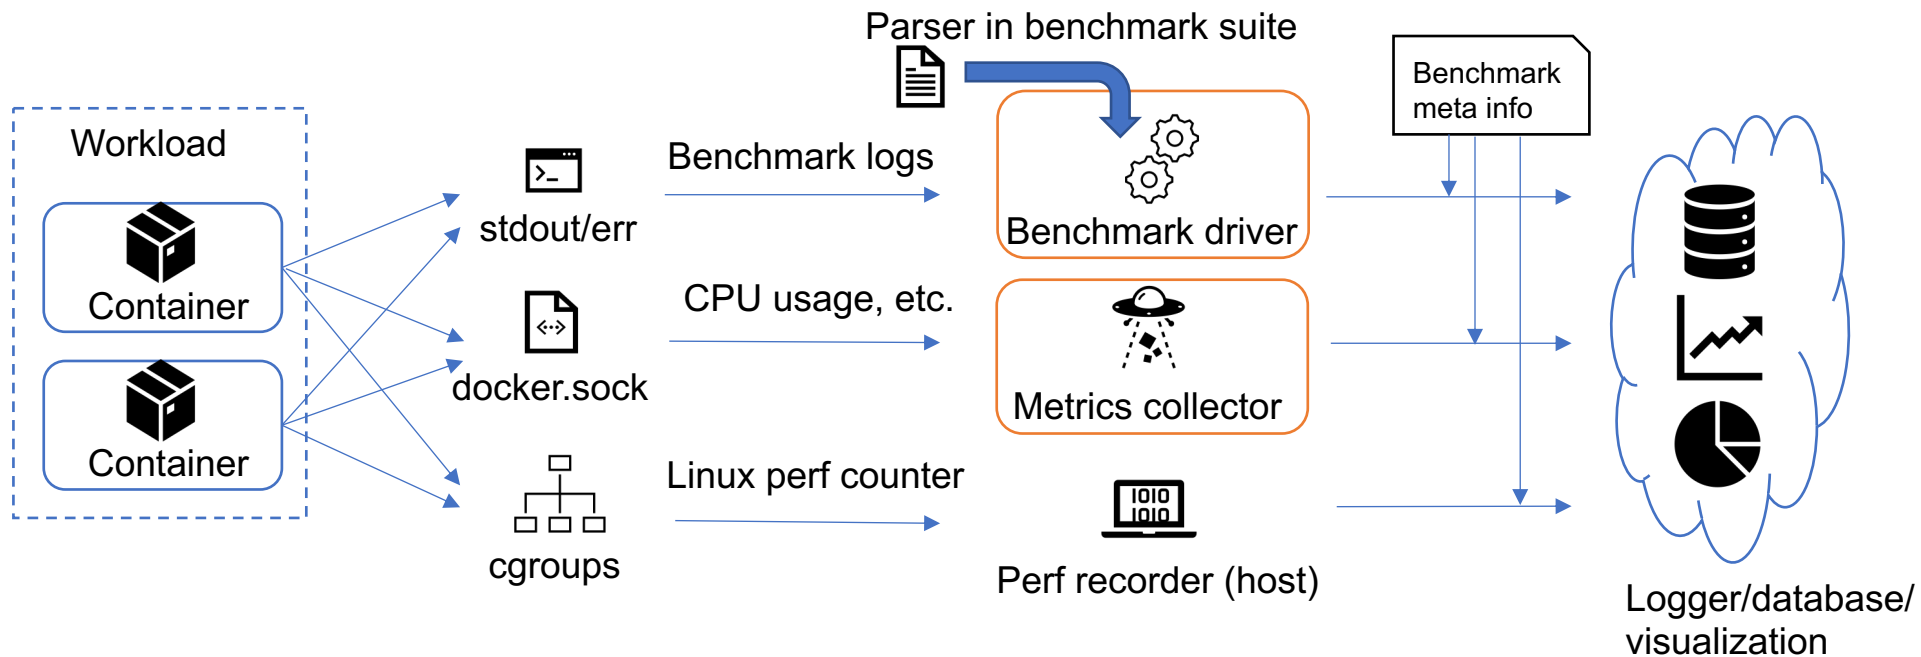 Parser in benchmark suite
Benchmark
meta info
Workload
Container
Container
>_
stdout/err
docker.sock
cgroups
Benchmark logs
CPU usage, etc.
Linux perf counter
Benchmark driver
Metrics collector
1010
1010
Perf recorder (host)
Logger/database/
visualization